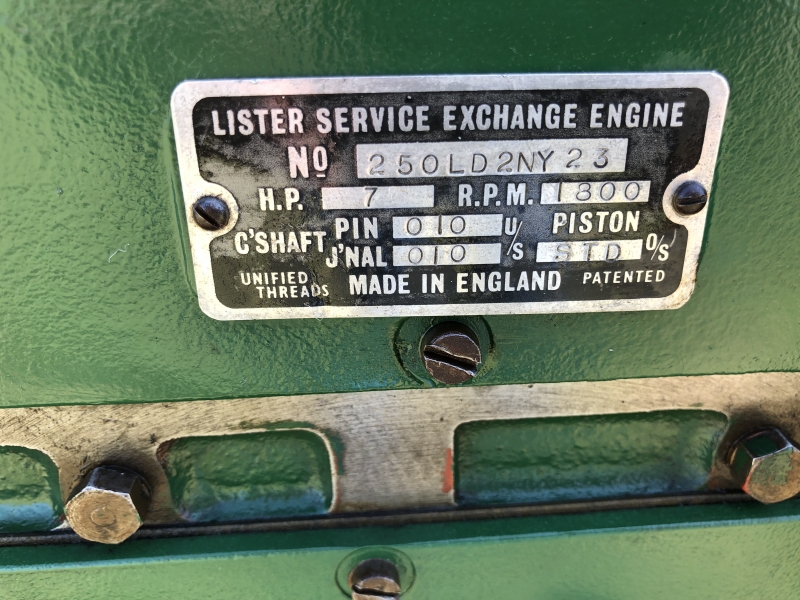 LISTER SERVICE EXCHANGE ENGINE
NO 250LD2NY23
H.P. 7 R.P.M. 1800
C'SHAFT PIN 010 U/S PISTON
J'NAL 010 STD O/S
UNIFIED THREADS MADE IN ENGLAND PATENTED